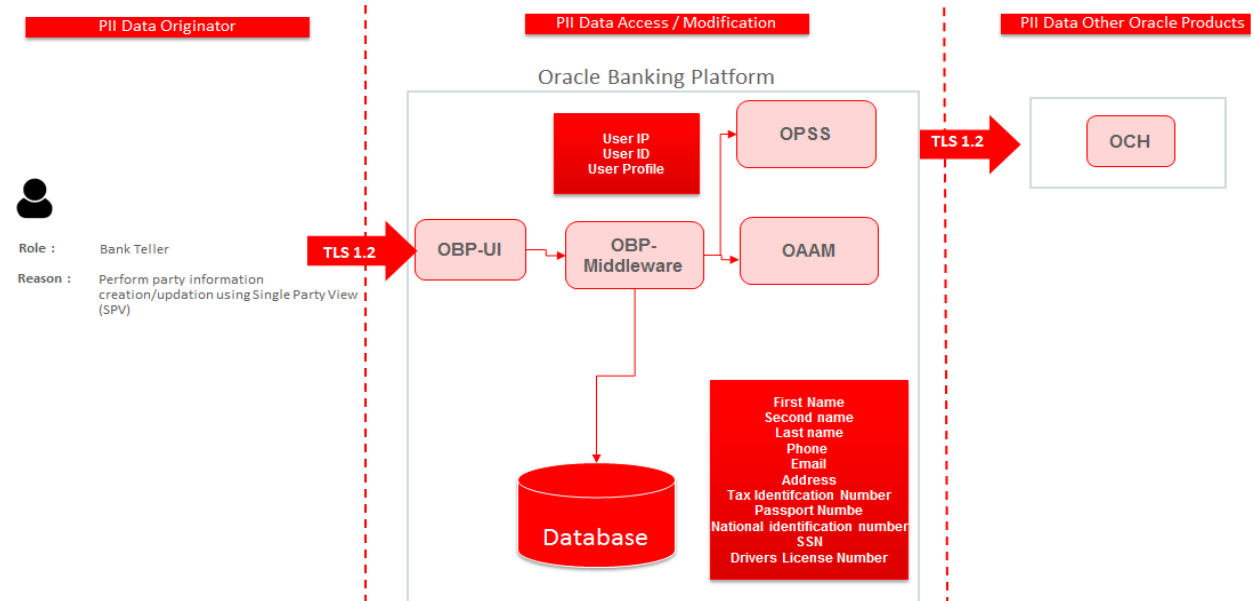 PII Data Originator
PII Data Access / Modification
PII Data Other Oracle Products
Oracle Banking Platform
User IP
User ID
User Profile
OPSS
TLS 1.2
OCH
Role :
Bank Teller
Reason :
Perform party information
creation/updation using Single Party View
(SPV)
TLS 1.2
OBP-UI
OBP-
Middleware
OAAM
First Name
Second name
Last name
Phone
Email
Address
Tax Identifcation Number
Passport Numbe
National identification number
SSN
Drivers License Number
Database